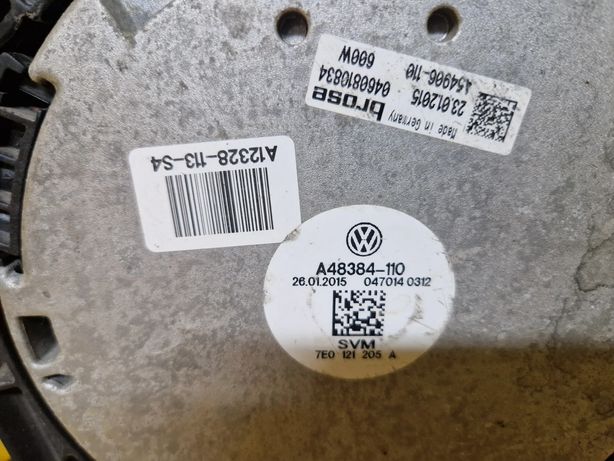 brose
0460810834
600W
23.01.2015
454906-110
Made in Germany
A12328-113-S4
A48384-110
26.01.2015 047014 0312
SVM
7E0 121 205 A